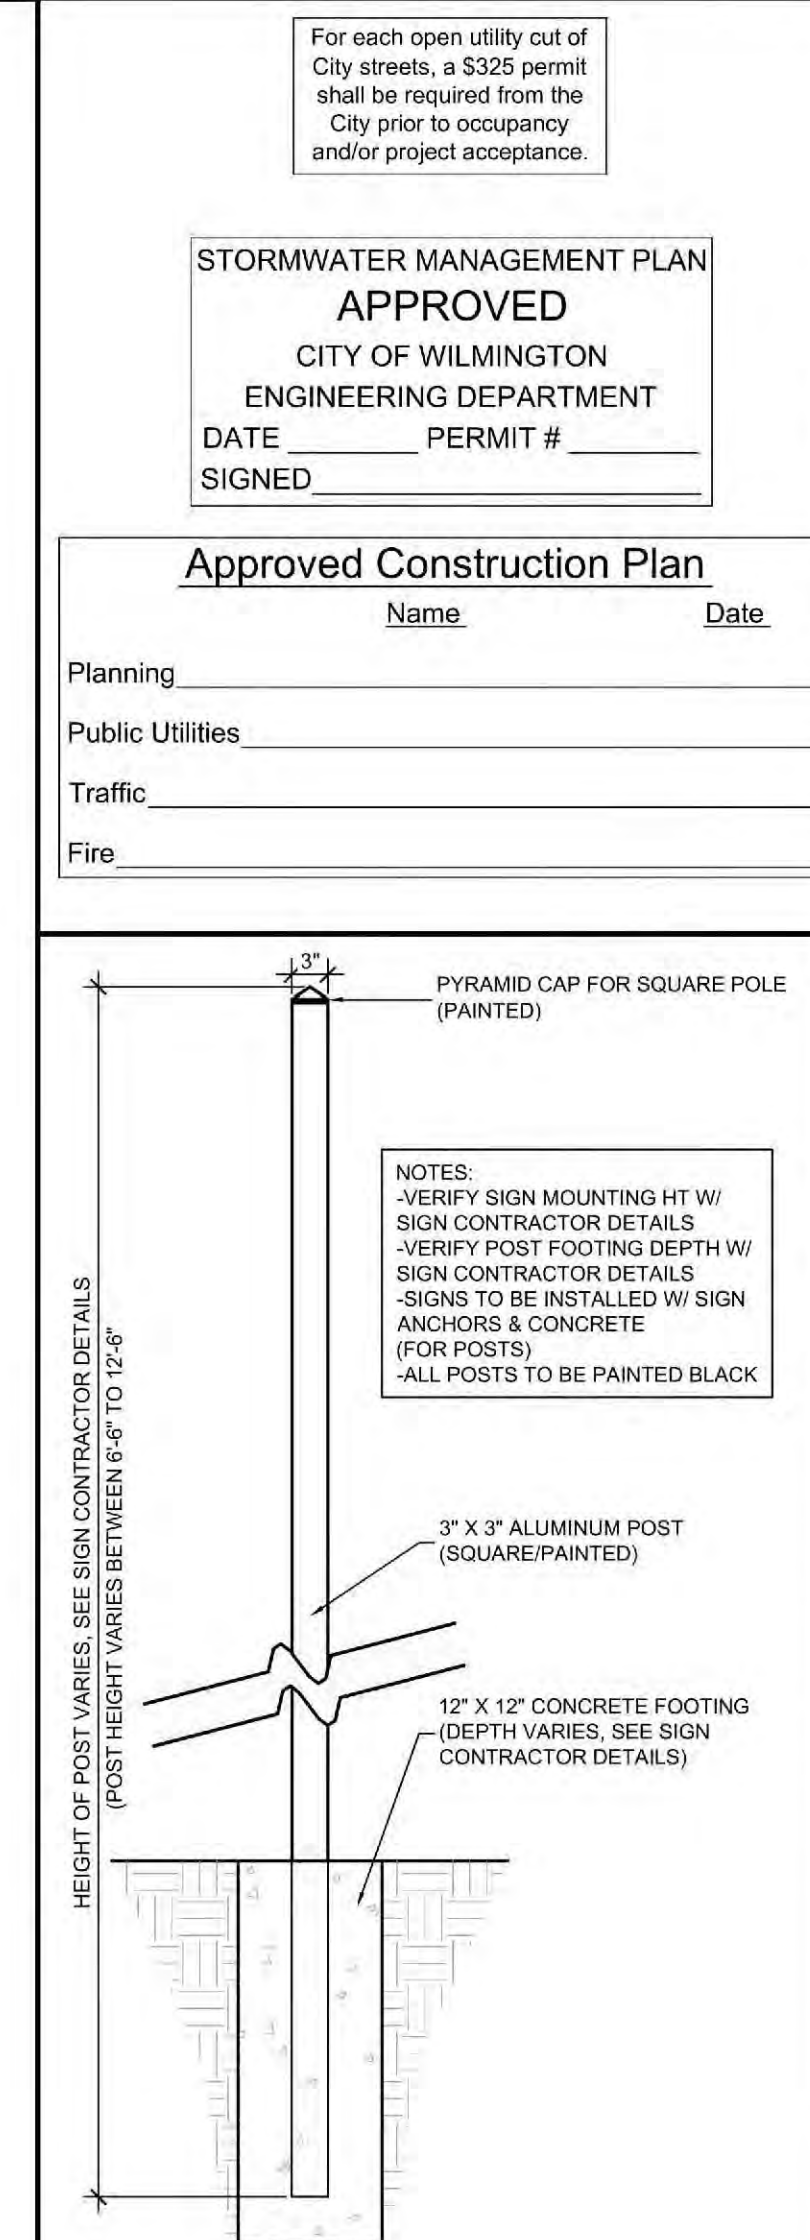 For each open utility cut of
City streets, a $325 permit
shall be required from the
City prior to occupancy
and/or project acceptance.
STORMWATER MANAGEMENT PLAN
APPROVED
CITY OF WILMINGTON
ENGINEERING DEPARTMENT
DATE ________ PERMIT # ________
SIGNED________________________
Approved Construction Plan
Name Date
Planning
Public Utilities
Traffic
Fire
3"
PYRAMID CAP FOR SQUARE POLE
(PAINTED)
NOTES:
-VERIFY SIGN MOUNTING HT W/
SIGN CONTRACTOR DETAILS
-VERIFY POST FOOTING DEPTH W/
SIGN CONTRACTOR DETAILS
-SIGNS TO BE INSTALLED W/ SIGN
ANCHORS & CONCRETE
(FOR POSTS)
-ALL POSTS TO BE PAINTED BLACK
HEIGHT OF POST VARIES, SEE SIGN CONTRACTOR DETAILS
(POST HEIGHT VARIES BETWEEN 6'-6" TO 12'-6"
3" X 3" ALUMINUM POST
(SQUARE/PAINTED)
12" X 12" CONCRETE FOOTING
(DEPTH VARIES, SEE SIGN
CONTRACTOR DETAILS)